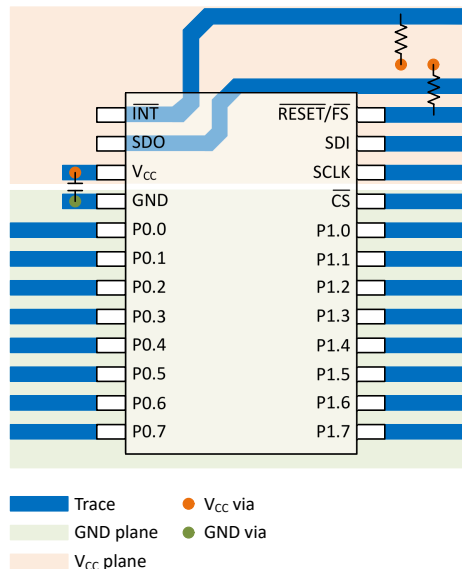 INT RESET/FS
SDO SDI
VCC SCLK
GND CS
P0.0 P1.0
P0.1 P1.1
P0.2 P1.2
P0.3 P1.3
P0.4 P1.4
P0.5 P1.5
P0.6 P1.6
P0.7 P1.7
Trace VCC via
GND plane GND via
VCC plane